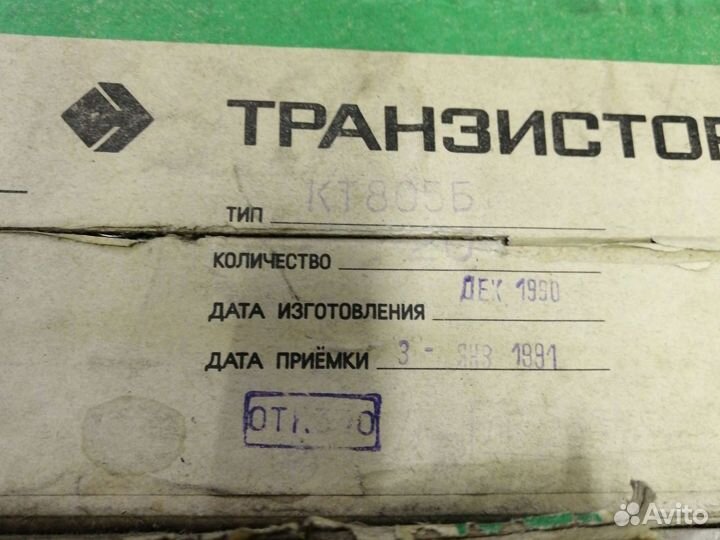 ТРАНЗИСТОР
ТИП КТ805Б
КОЛИЧЕСТВО
ДАТА ИЗГОТОВЛЕНИЯ ДЕК 1990
ДАТА ПРИЁМКИ 3 - ЯНВ 1991
Avito